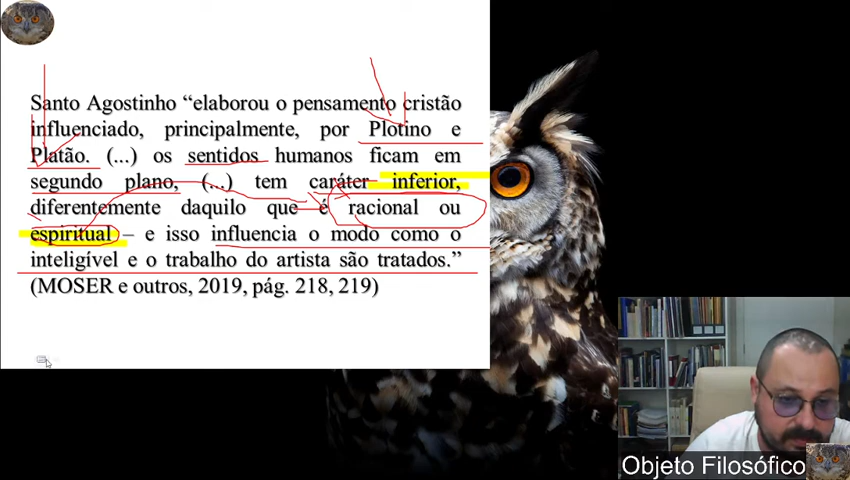 Santo Agostinho “elaborou o pensamento cristão
influenciado, principalmente, por Plotino e
Platão. (...) os sentidos humanos ficam em
segundo plano, (...) tem caráter inferior,
diferentemente daquilo que é racional ou
espiritual – e isso influencia o modo como o
inteligível e o trabalho do artista são tratados.”
(MOSER e outros, 2019, pág. 218, 219)
Objeto Filosófico